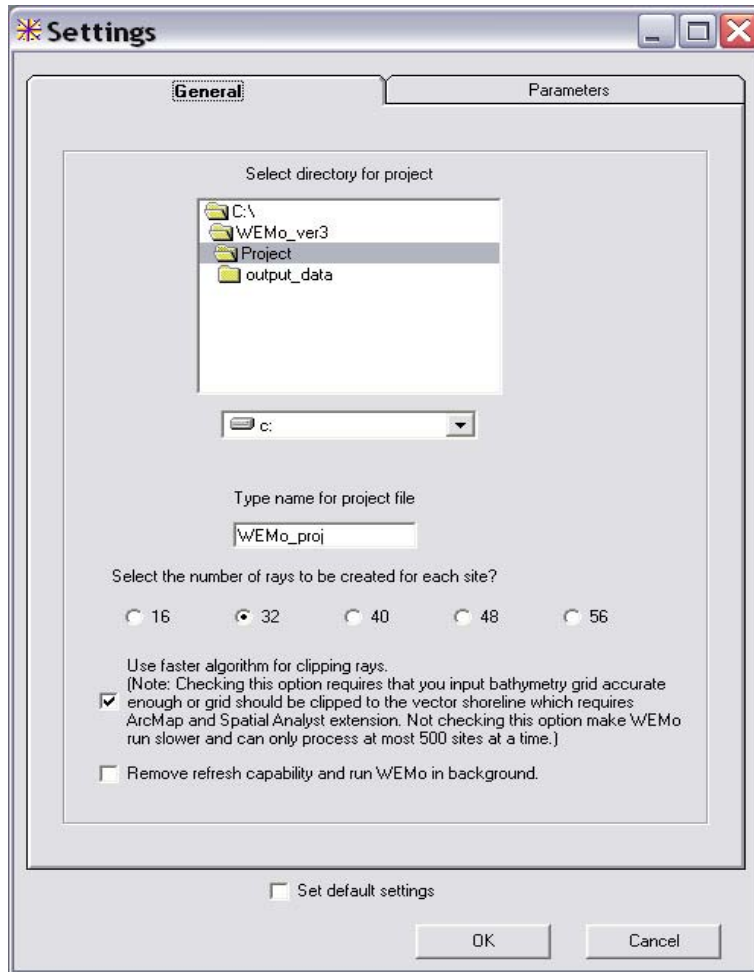 Settings
General
Parameters
Select directory for project
C:\
WEMo_ver3
Project
output_data
c:
Type name for project file
WEMo_proj
Select the number of rays to be created for each site?
16 32 40 48 56
Use faster algorithm for clipping rays.
(Note: Checking this option requires that you input bathymetry grid accurate
enough or grid should be clipped to the vector shoreline which requires
ArcMap and Spatial Analyst extension. Not checking this option make WEMo
run slower and can only process at most 500 sites at a time.)
Remove refresh capability and run WEMo in background.
Set default settings
OK
Cancel